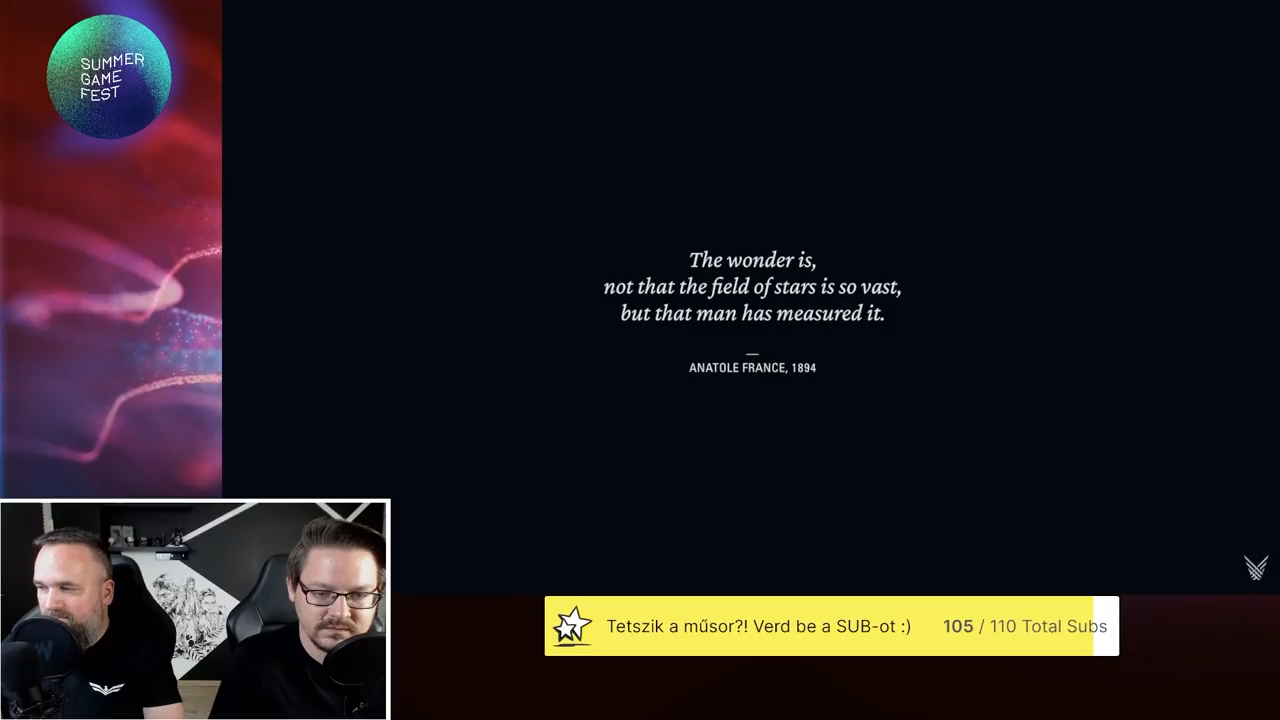 SUMMER
GAME
FEST
The wonder is,
not that the field of stars is so vast,
but that man has measured it.
ANATOLE FRANCE, 1894
Tetszik a műsor?! Verd be a SUB-ot :) 105 / 110 Total Subs